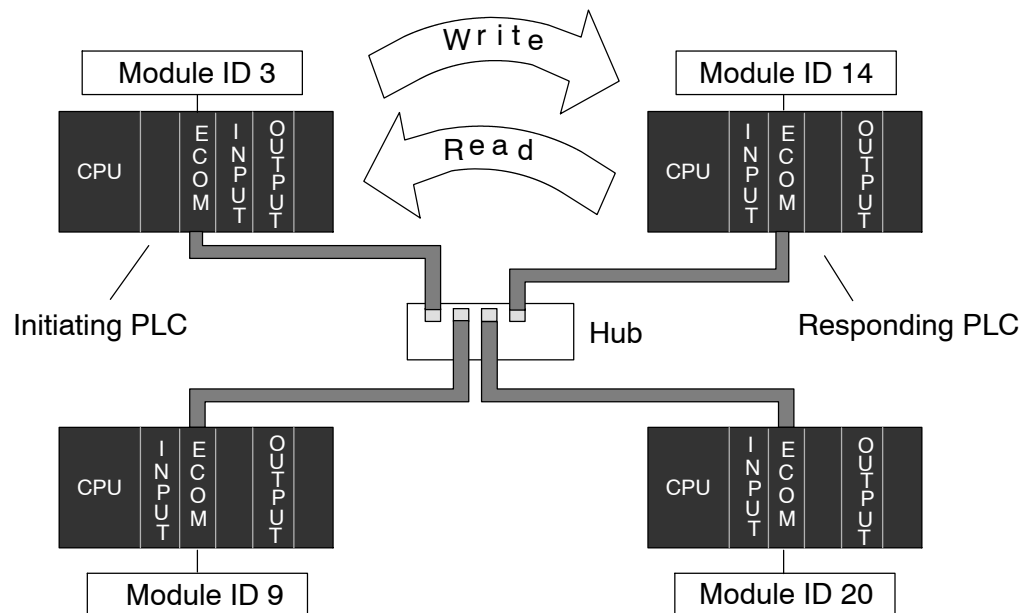 Write
Module ID 3
Module ID 14
Read
CPU
ECOM
INPUT
OUTPUT
CPU
INPUT
ECOM
OUTPUT
Initiating PLC
Hub
Responding PLC
CPU
INPUT
ECOM
OUTPUT
CPU
INPUT
ECOM
OUTPUT
Module ID 9
Module ID 20